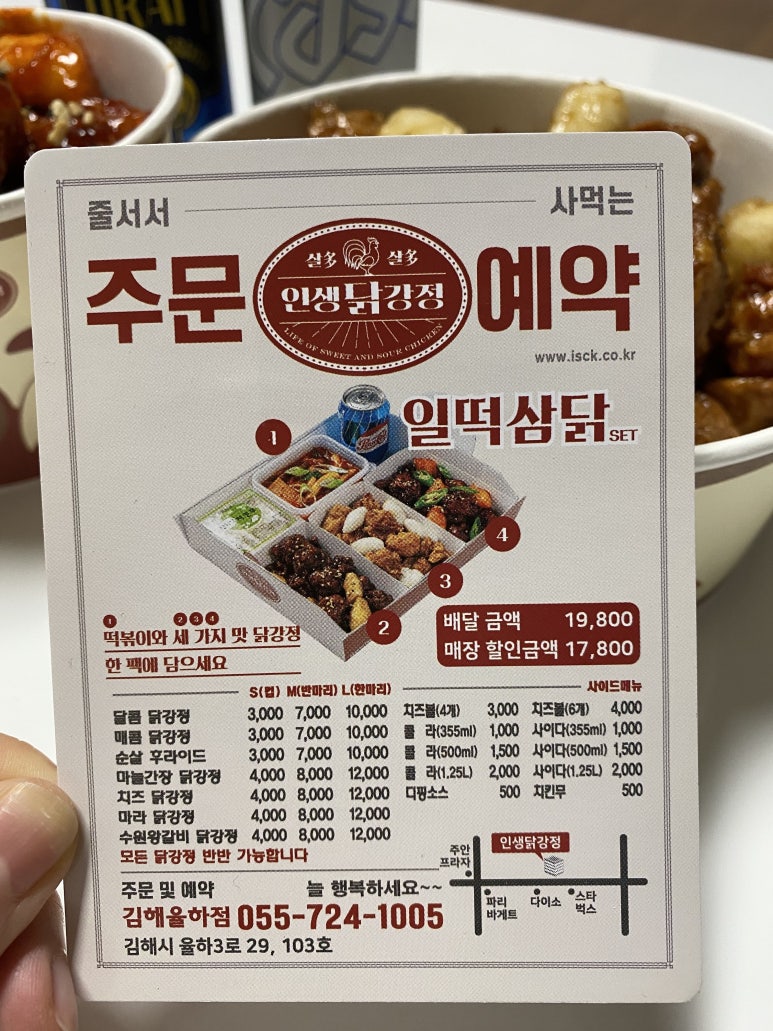 줄서서 사먹는
주문 예약
살多 살多
인생닭강정
LIFE OF SWEET AND SOUR CHICKEN
www.isck.co.kr
일떡삼닭SET
1
2
3
4
1 2 3 4
떡볶이와 세 가지 맛 닭강정
한 팩에 담으세요
배달 금액 19,800
매장 할인금액 17,800
S(컵) M(반마리) L(한마리)
달콤 닭강정 3,000 7,000 10,000
매콤 닭강정 3,000 7,000 10,000
순살 후라이드 3,000 7,000 10,000
마늘간장 닭강정 4,000 8,000 12,000
치즈 닭강정 4,000 8,000 12,000
마라 닭강정 4,000 8,000 12,000
수원왕갈비 닭강정 4,000 8,000 12,000
모든 닭강정 반반 가능합니다
사이드메뉴
치즈볼(4개) 3,000 치즈볼(6개) 4,000
콜 라(355ml) 1,000 사이다(355ml) 1,000
콜 라(500ml) 1,500 사이다(500ml) 1,500
콜 라(1.25L) 2,000 사이다(1.25L) 2,000
디핑소스 500 치킨무 500
주문 및 예약 늘 행복하세요~~
김해율하점 055-724-1005
김해시 율하3로 29, 103호
인생닭강정
주안
프라자
파리
바게트
다이소
스타
벅스